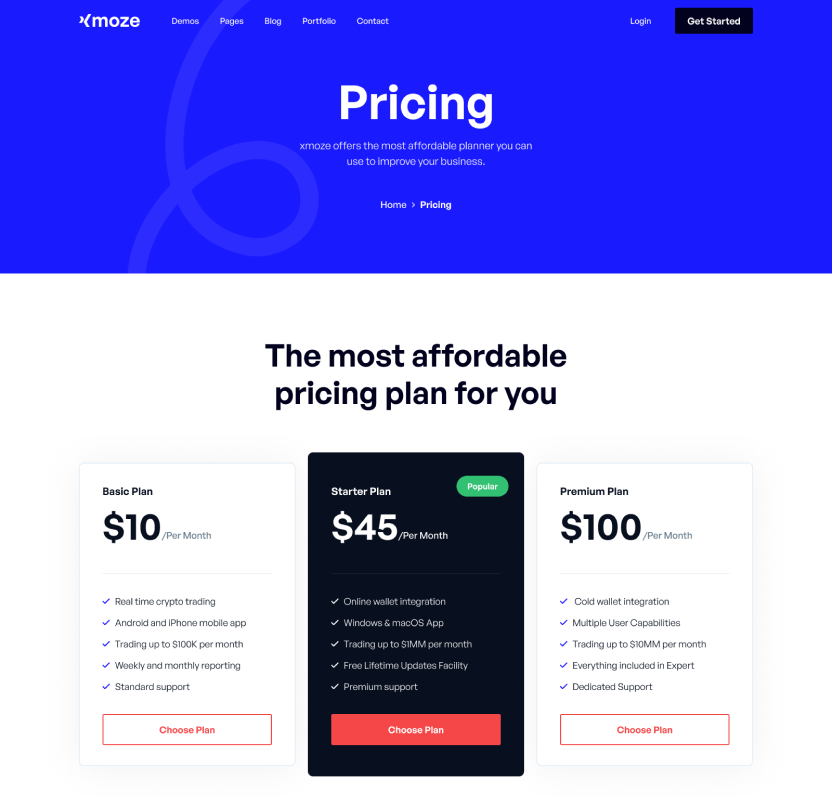 xmoze
Demos
Pages
Blog
Portfolio
Contact
Login
Get Started
Pricing
xmoze offers the most affordable planner you can
use to improve your business.
Home > Pricing
The most affordable
pricing plan for you
Basic Plan
$10/Per Month
Real time crypto trading
Android and iPhone mobile app
Trading up to $100K per month
Weekly and monthly reporting
Standard support
Choose Plan
Starter Plan
Popular
$45/Per Month
Online wallet integration
Windows & macOS App
Trading up to $1MM per month
Free Lifetime Updates Facility
Premium support
Choose Plan
Premium Plan
$100/Per Month
Cold wallet integration
Multiple User Capabilities
Trading up to $10MM per month
Everything included in Expert
Dedicated Support
Choose Plan